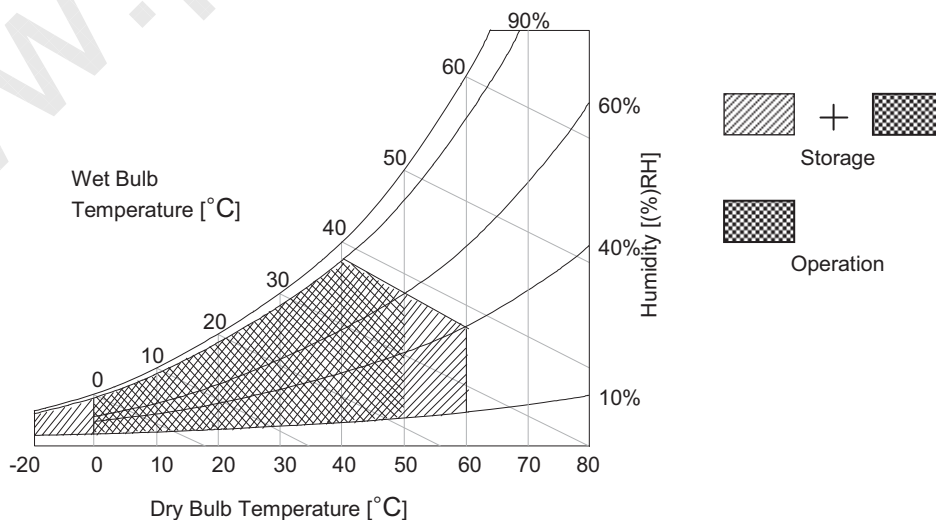 w.
90%
60
60%
50
Wet Bulb
Temperature [°C]
40
40%
30
20
10
0
10%
Humidity [(%)RH]
-20 0 10 20 30 40 50 60 70 80
Dry Bulb Temperature [°C]
+
Storage
Operation